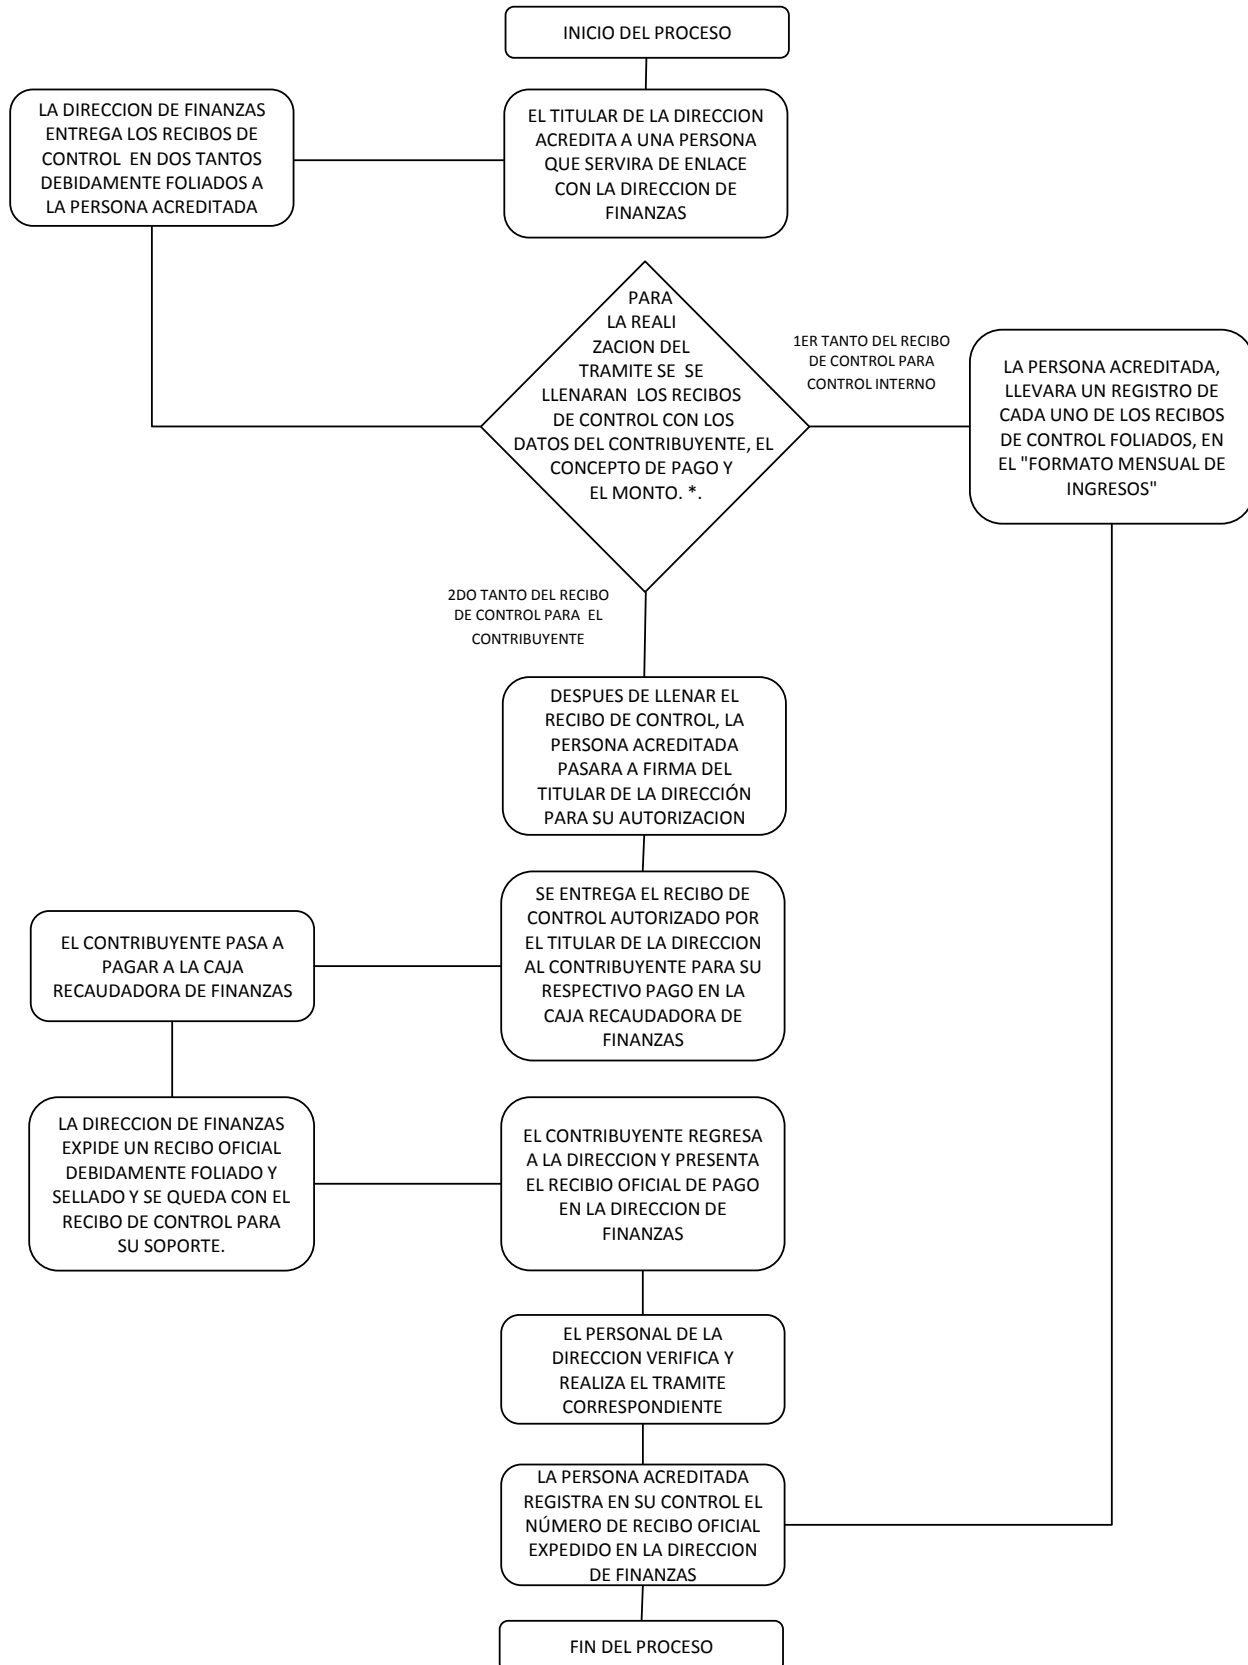 INICIO DEL PROCESO
EL TITULAR DE LA DIRECCION
ACREDITA A UNA PERSONA
QUE SERVIRA DE ENLACE
CON LA DIRECCION DE
FINANZAS
LA DIRECCION DE FINANZAS
ENTREGA LOS RECIBOS DE
CONTROL EN DOS TANTOS
DEBIDAMENTE FOLIADOS A
LA PERSONA ACREDITADA
PARA
LA REALI
ZACION DEL
TRAMITE SE SE
LLENARAN LOS RECIBOS
DE CONTROL CON LOS
DATOS DEL CONTRIBUYENTE, EL
CONCEPTO DE PAGO Y
EL MONTO. *.
1ER TANTO DEL RECIBO
DE CONTROL PARA
CONTROL INTERNO
LA PERSONA ACREDITADA,
LLEVARA UN REGISTRO DE
CADA UNO DE LOS RECIBOS
DE CONTROL FOLIADOS, EN
EL "FORMATO MENSUAL DE
INGRESOS"
2DO TANTO DEL RECIBO
DE CONTROL PARA EL
CONTRIBUYENTE
DESPUES DE LLENAR EL
RECIBO DE CONTROL, LA
PERSONA ACREDITADA
PASARA A FIRMA DEL
TITULAR DE LA DIRECCIÓN
PARA SU AUTORIZACION
SE ENTREGA EL RECIBO DE
CONTROL AUTORIZADO POR
EL TITULAR DE LA DIRECCION
AL CONTRIBUYENTE PARA SU
RESPECTIVO PAGO EN LA
CAJA RECAUDADORA DE
FINANZAS
EL CONTRIBUYENTE PASA A
PAGAR A LA CAJA
RECAUDADORA DE FINANZAS
LA DIRECCION DE FINANZAS
EXPIDE UN RECIBO OFICIAL
DEBIDAMENTE FOLIADO Y
SELLADO Y SE QUEDA CON EL
RECIBO DE CONTROL PARA
SU SOPORTE.
EL CONTRIBUYENTE REGRESA
A LA DIRECCION Y PRESENTA
EL RECIBIO OFICIAL DE PAGO
EN LA DIRECCION DE
FINANZAS
EL PERSONAL DE LA
DIRECCION VERIFICA Y
REALIZA EL TRAMITE
CORRESPONDIENTE
LA PERSONA ACREDITADA
REGISTRA EN SU CONTROL EL
NÚMERO DE RECIBO OFICIAL
EXPEDIDO EN LA DIRECCION
DE FINANZAS
FIN DEL PROCESO